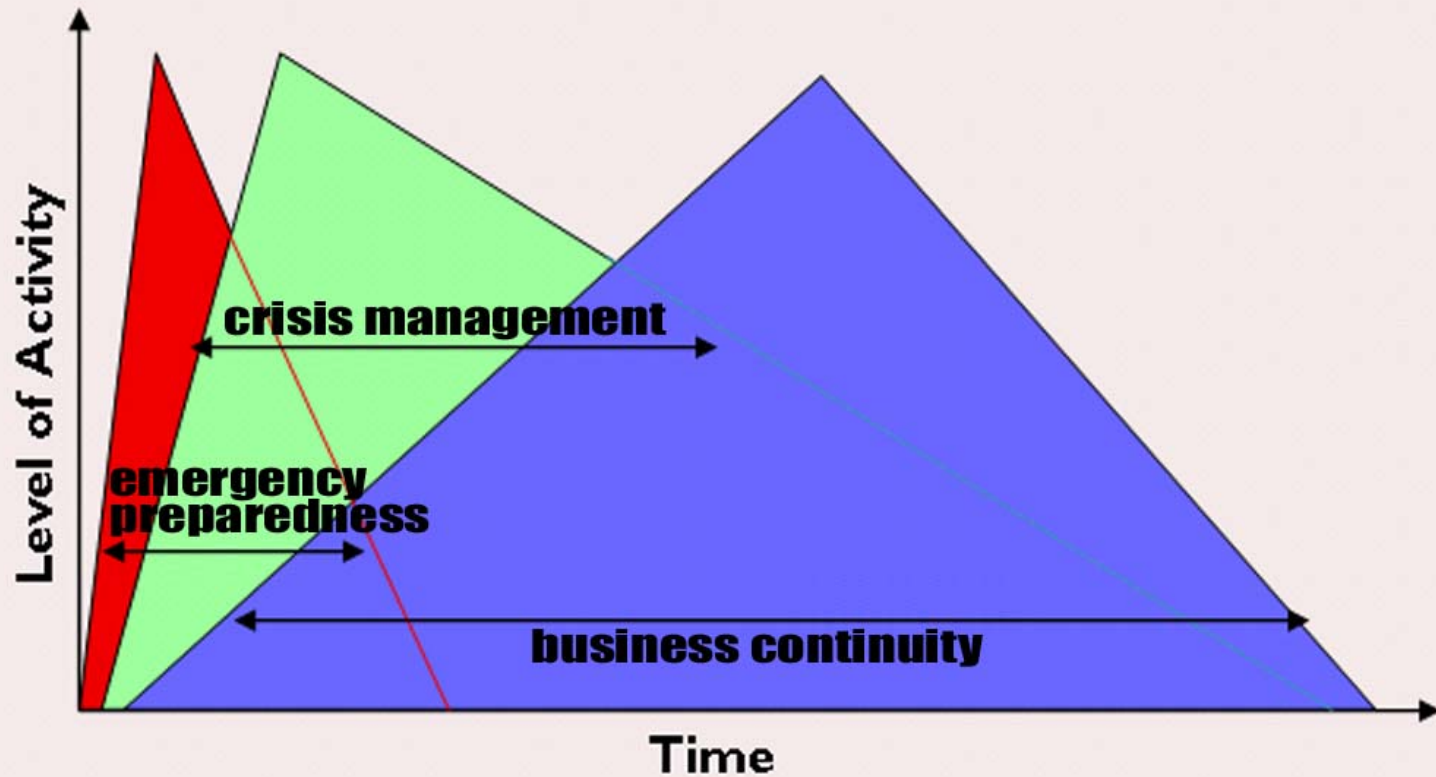 Level of Activity
crisis management
emergency
preparedness
business continuity
Time